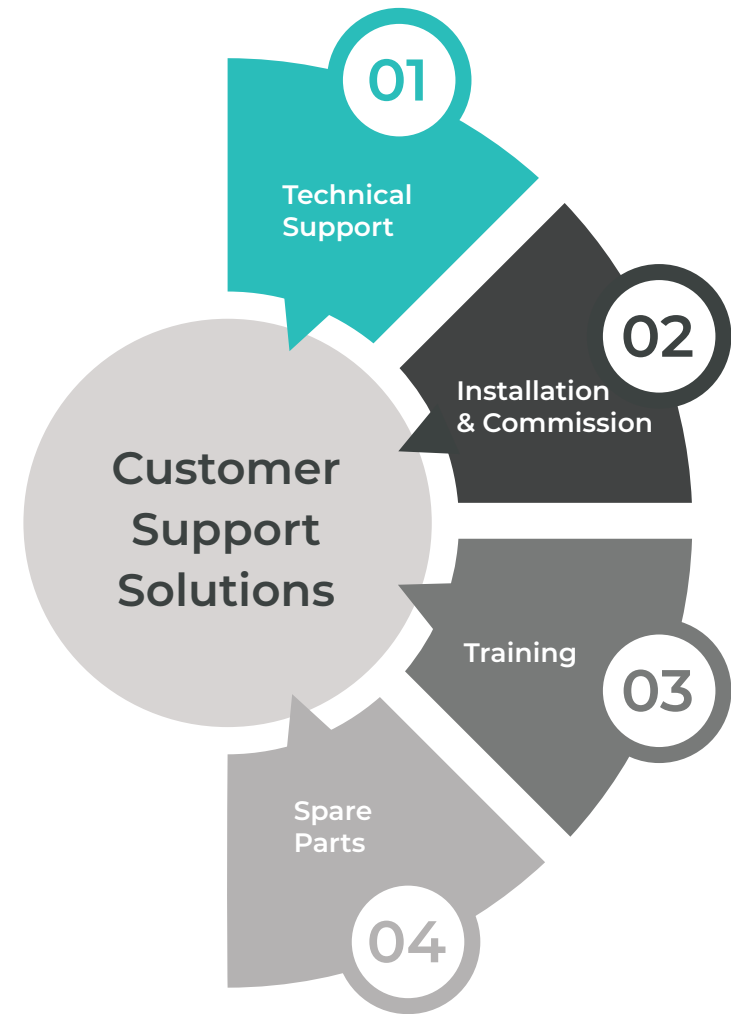 01
Technical
Support
02
Installation
& Commission
Customer
Support
Solutions
Training
03
Spare
Parts
04